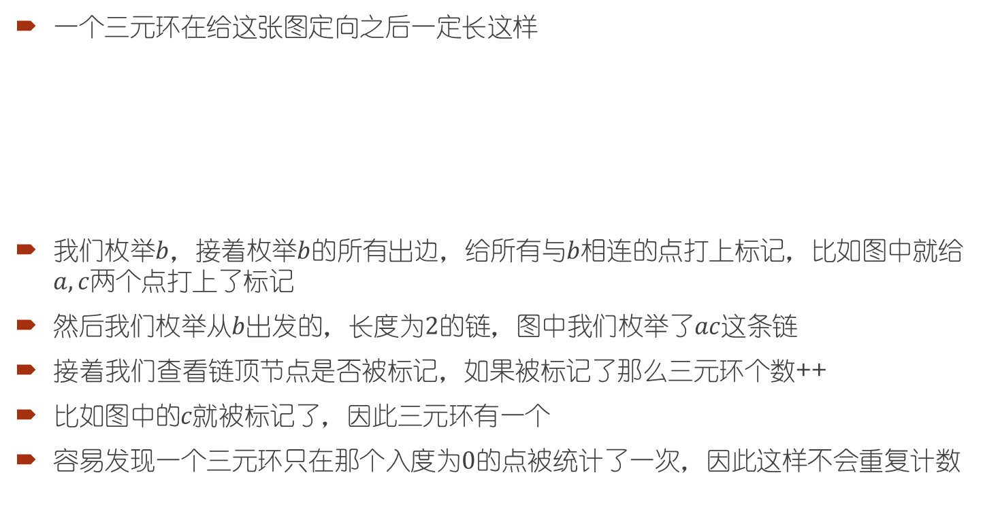 一个三元环在给这张图定向之后一定长这样
我们枚举b，接着枚举b的所有出边，给所有与b相连的点打上标记，比如图中就给
a,c两个点打上了标记
然后我们枚举从b出发的，长度为2的链，图中我们枚举了ac这条链
接着我们查看链顶节点是否被标记，如果被标记了那么三元环个数++
比如图中的c就被标记了，因此三元环有一个
容易发现一个三元环只在那个入度为0的点被统计了一次，因此这样不会重复计数